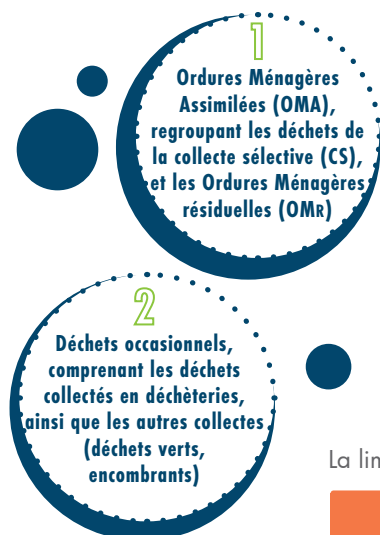 1
Ordures Ménagères
Assimilées (OMA),
regroupant les déchets de
la collecte sélective (CS),
et les Ordures Ménagères
résiduelles (OMR)
2
Déchets occasionnels,
comprenant les déchets
collectés en déchèteries,
ainsi que les autres collectes
(déchets verts,
encombrants)
La